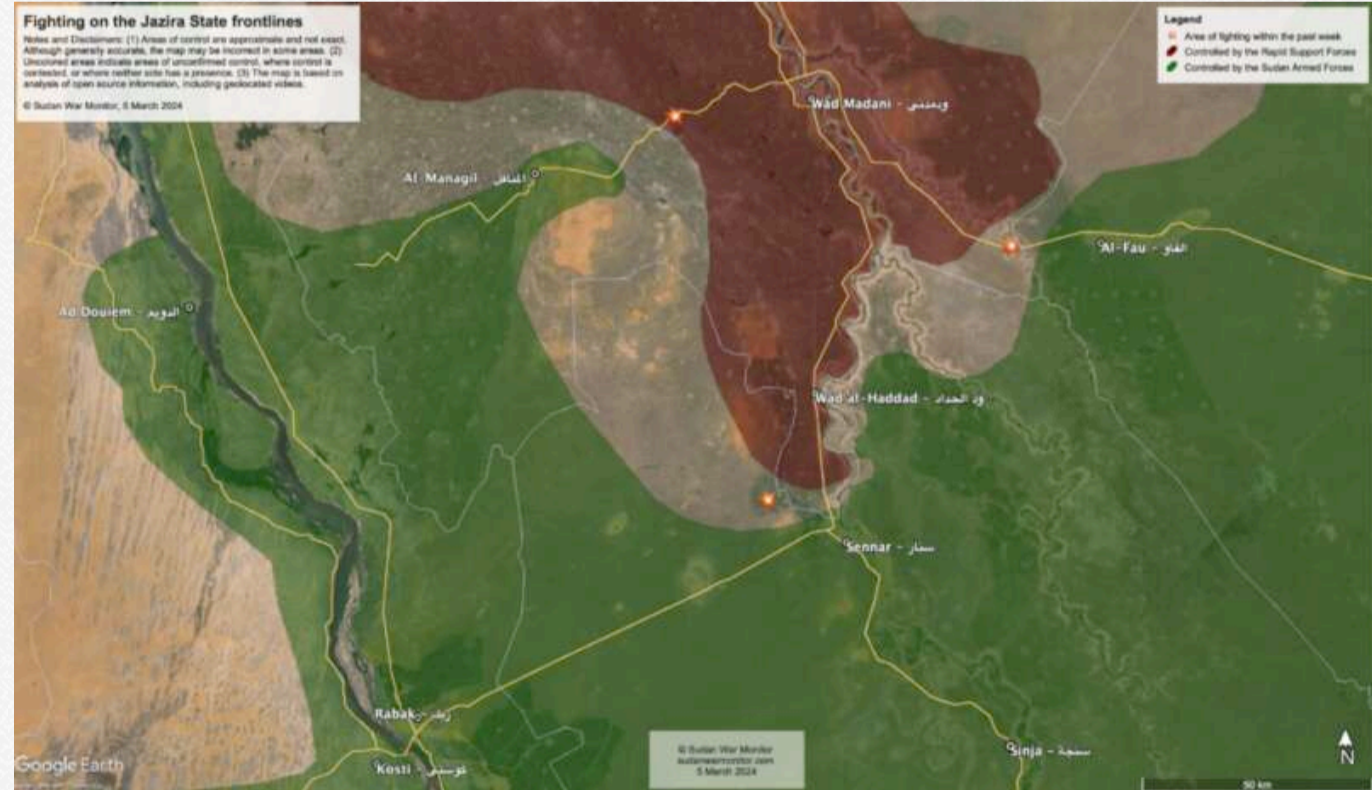 Fighting on the Jazira State frontlines
Notes and Disclaimers: (1) Areas of control are approximate and not exact.
Although generally accurate, the map may be incorrect in some areas. (2)
Uncolored areas indicate areas of unconfirmed control, where control is
contested, or where neither side has a presence. (3) The map is based on
analysis of open source information, including geolocated videos.
© Sudan War Monitor, 5 March 2024
Legend
Area of fighting within the past week
Controlled by the Rapid Support Forces
Controlled by the Sudan Armed Forces
Wad Madani - ودمدني
Al-Managil - المناقل
Al-Fau - الفاو
Ad Douiem - الدويم
Wad al-Haddad - ود الحداد
Sennar - سنار
Rabak - ربك
Kosti - كوستي
Sinja - سنجة
© Sudan War Monitor
sudanwarmonitor.com
5 March 2024
Google Earth
N
50 km